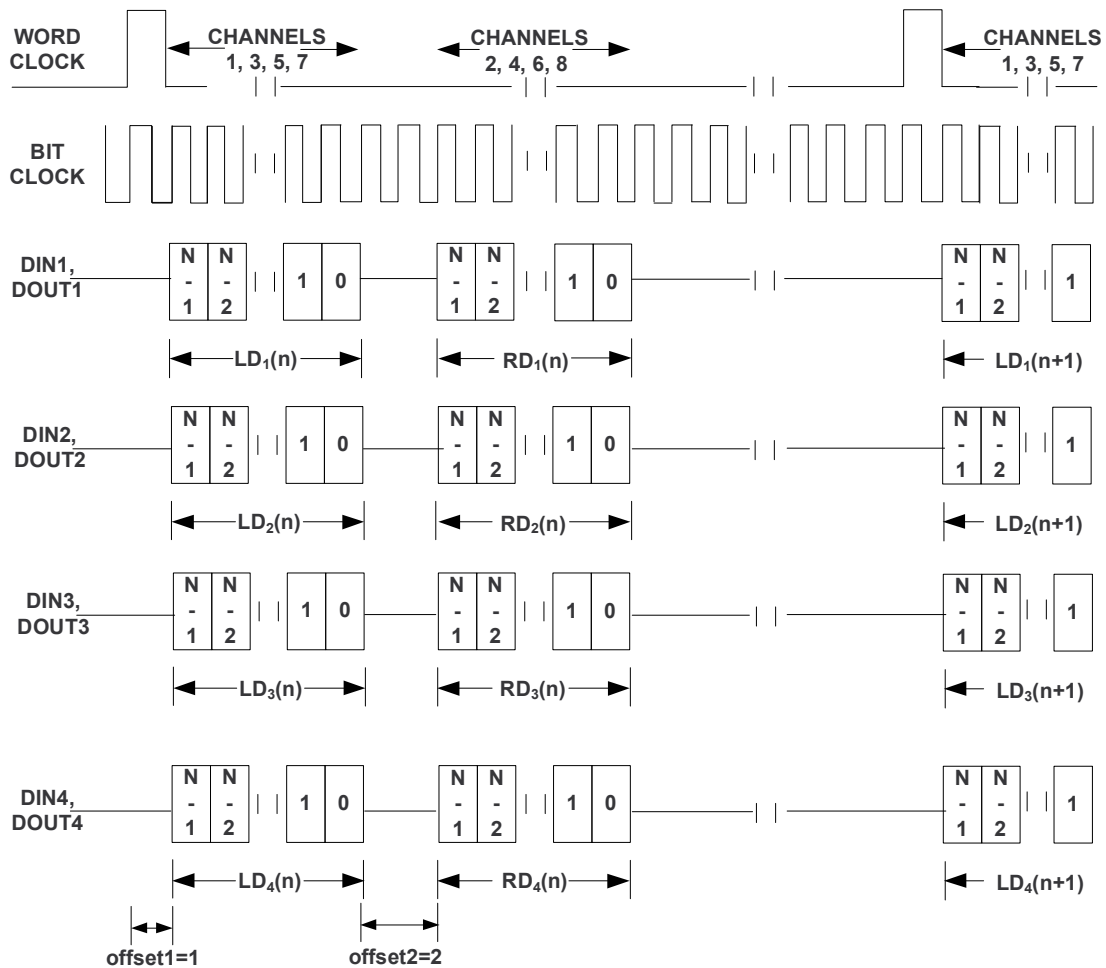 WORD
CLOCK
CHANNELS
1, 3, 5, 7
CHANNELS
2, 4, 6, 8
CHANNELS
1, 3, 5, 7
BIT
CLOCK
DIN1,
DOUT1
N
-
1
N
-
2
1 0
N
-
1
N
-
2
1 0
N
-
1
N
-
2
1
LD₁(n)
RD₁(n)
LD₁(n+1)
DIN2,
DOUT2
N
-
1
N
-
2
1 0
N
-
1
N
-
2
1 0
N
-
1
N
-
2
1
LD₂(n)
RD₂(n)
LD₂(n+1)
DIN3,
DOUT3
N
-
1
N
-
2
1 0
N
-
1
N
-
2
1 0
N
-
1
N
-
2
1
LD₃(n)
RD₃(n)
LD₃(n+1)
DIN4,
DOUT4
N
-
1
N
-
2
1 0
N
-
1
N
-
2
1 0
N
-
1
N
-
2
1
LD₄(n)
RD₄(n)
LD₄(n+1)
offset1=1
offset2=2